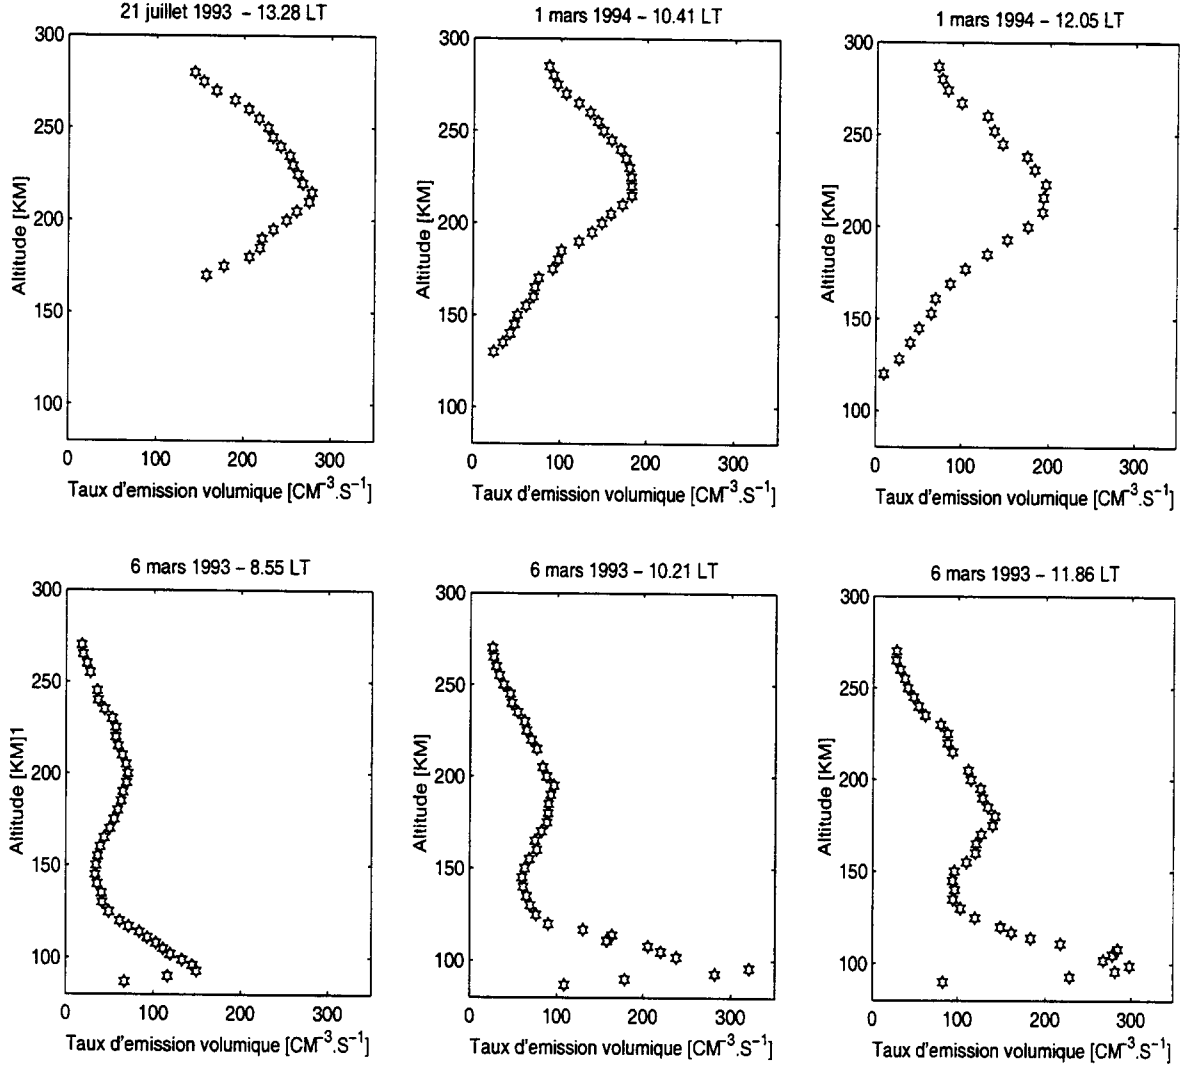 21 juillet 1993 – 13.28 LT
300
250
200
150
100
0 100 200 300
Altitude [KM]
Taux d'emission volumique [CM⁻³.S⁻¹]
1 mars 1994 – 10.41 LT
300
250
200
150
100
0 100 200 300
Altitude [KM]
Taux d'emission volumique [CM⁻³.S⁻¹]
1 mars 1994 – 12.05 LT
300
250
200
150
100
0 100 200 300
Altitude [KM]
Taux d'emission volumique [CM⁻³.S⁻¹]
6 mars 1993 – 8.55 LT
300
250
200
150
100
0 100 200 300
Altitude [KM]1
Taux d'emission volumique [CM⁻³.S⁻¹]
6 mars 1993 – 10.21 LT
300
250
200
150
100
0 100 200 300
Altitude [KM]
Taux d'emission volumique [CM⁻³.S⁻¹]
6 mars 1993 – 11.86 LT
300
250
200
150
100
0 100 200 300
Altitude [KM]
Taux d'emission volumique [CM⁻³.S⁻¹]